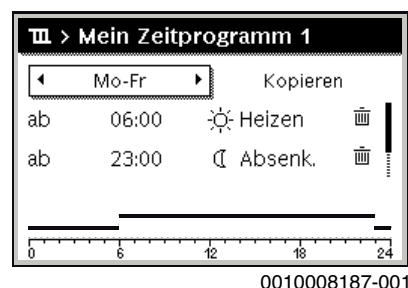 > Mein Zeitprogramm 1
Mo-Fr Kopieren
ab 06:00 Heizen
ab 23:00 Absenk.
0 6 12 18 24
0010008187-001